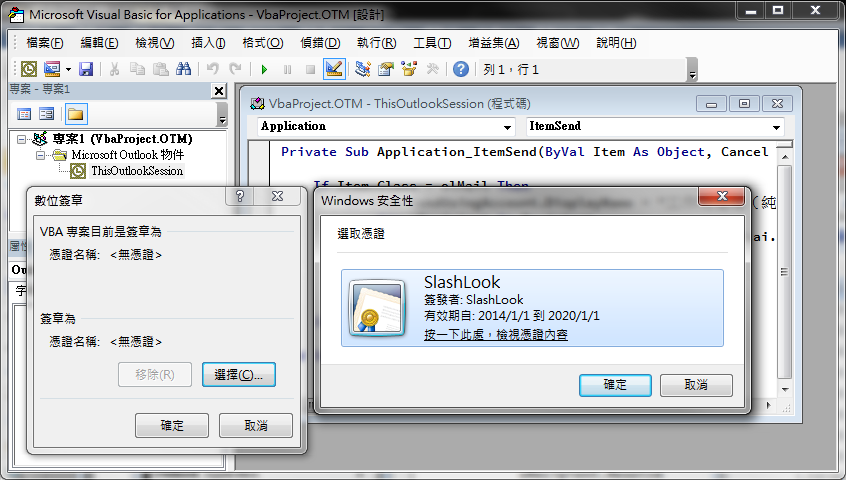 Microsoft Visual Basic for Applications - VbaProject.OTM [設計]
檔案(F) 編輯(E) 檢視(V) 插入(I) 格式(O) 偵錯(D) 執行(R) 工具(T) 增益集(A) 視窗(W) 說明(H)
列 1，行 1
專案 - 專案1
專案1 (VbaProject.OTM)
Microsoft Outlook 物件
ThisOutlookSession
VbaProject.OTM - ThisOutlookSession (程式碼)
Application ItemSend
Private Sub Application_ItemSend(ByVal Item As Object, Cancel
If Item.Class = olMail Then
(純
數位簽章
VBA 專案目前是簽章為
憑證名稱: <無憑證>
簽章為
憑證名稱: <無憑證>
移除(R) 選擇(C)...
確定 取消
Windows 安全性
選取憑證
SlashLook
簽發者: SlashLook
有效期自: 2014/1/1 到 2020/1/1
按一下此處，檢視憑證內容
確定 取消